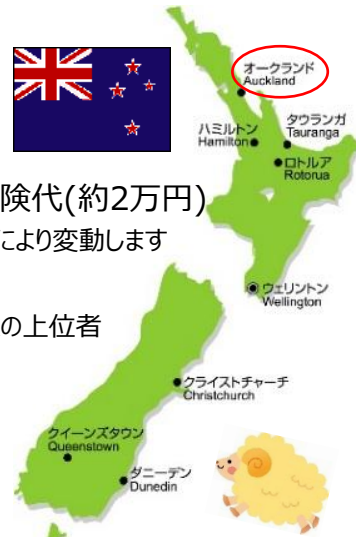 オークランド
Auckland
タウランガ
Tauranga
ハミルトン
Hamilton
ロトルア
Rotorua
険代(約2万円)
により変動します
ウェリントン
Wellington
の上位者
クライストチャーチ
Christchurch
クイーンズタウン
Queenstown
ダニーデン
Dunedin